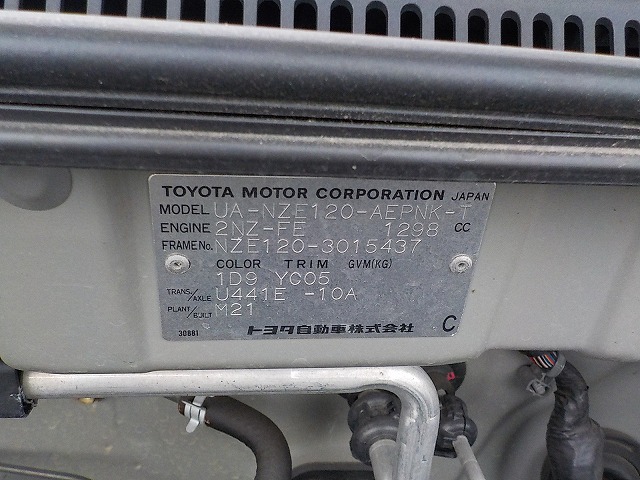 TOYOTA MOTOR CORPORATION JAPAN
MODEL UA-NZE120-AEPNK-T
ENGINE 2NZ-FE 1298 CC
FRAME No. NZE120-3015437
COLOR TRIM GVM(KG)
1D9 YC05
TRANS./AXLE U441E -10A
PLANT/BUILT M21
30881 トヨタ自動車株式会社 C